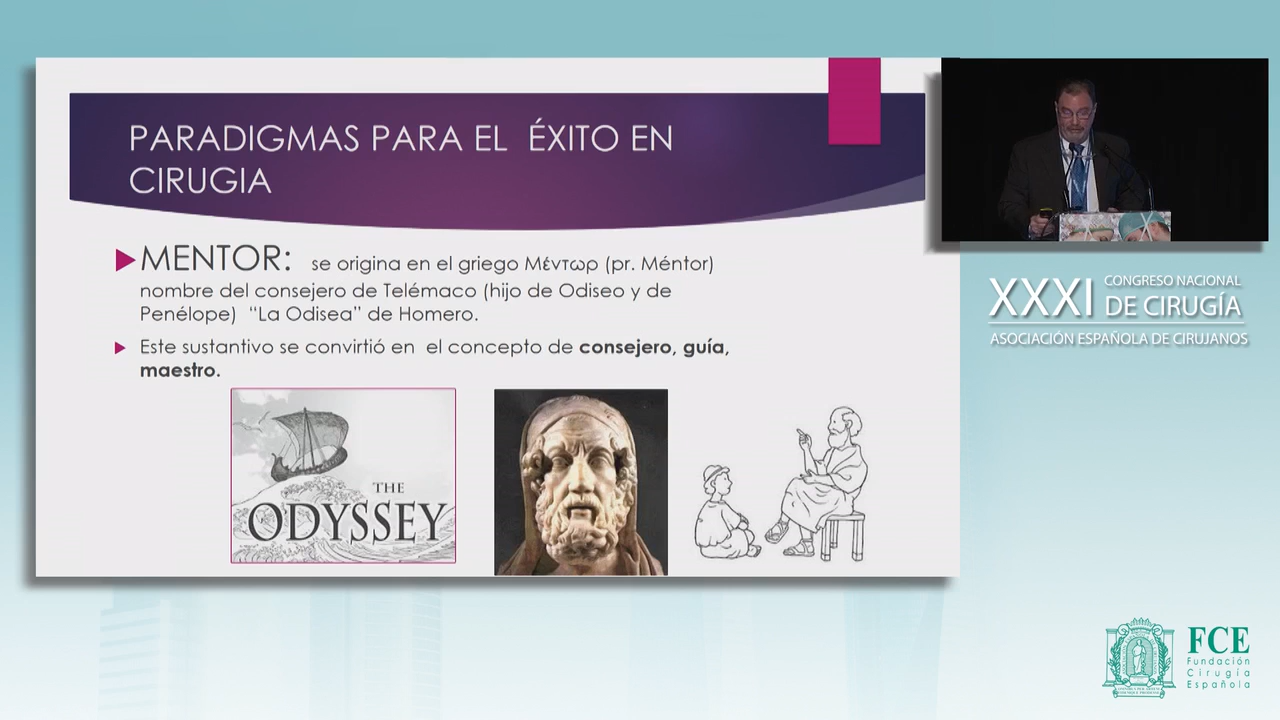 PARADIGMAS PARA EL ÉXITO EN
CIRUGIA
MENTOR: se origina en el griego Μέντωρ (pr. Méntor)
nombre del consejero de Telémaco (hijo de Odiseo y de
Penélope) “La Odisea” de Homero.
Este sustantivo se convirtió en el concepto de consejero, guía,
maestro.
THE
ODYSSEY
XXXI CONGRESO NACIONAL
DE CIRUGÍA
ASOCIACIÓN ESPAÑOLA DE CIRUJANOS
FCE
Fundación
Cirugía
Española